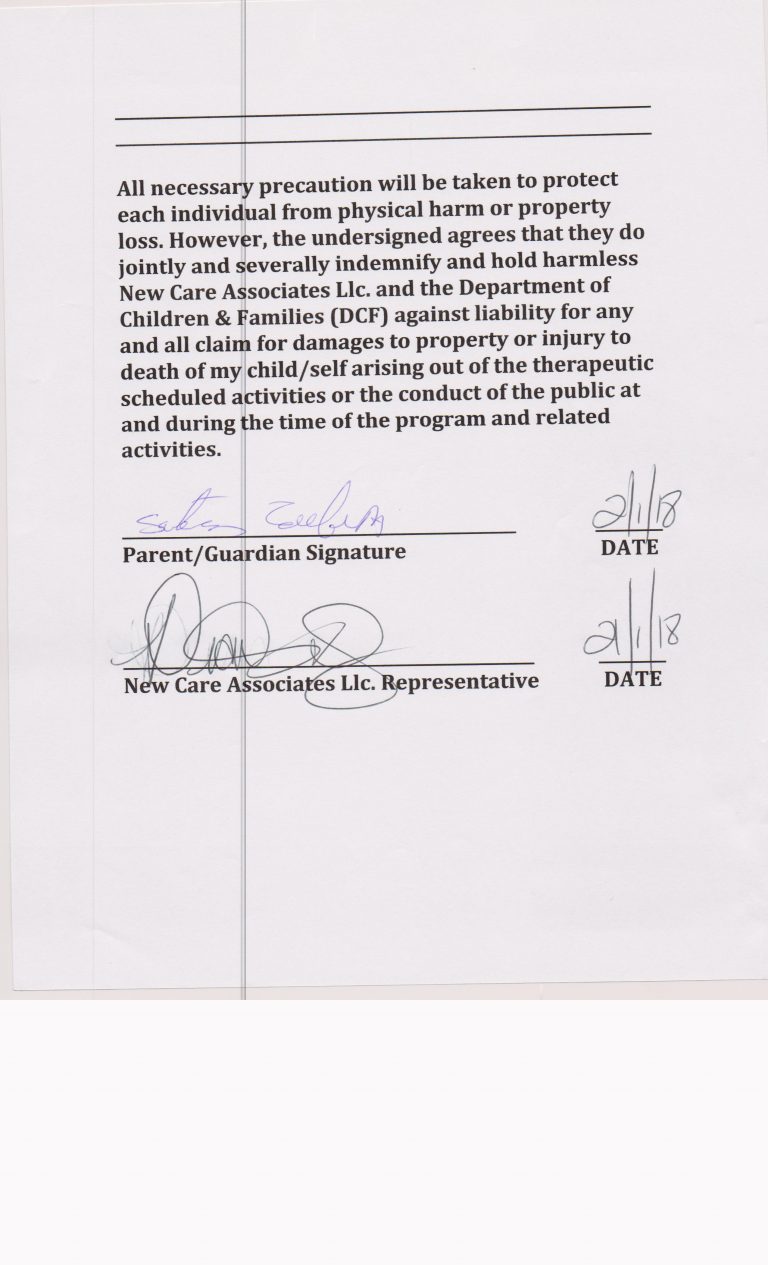 All necessary precaution will be taken to protect
each individual from physical harm or property
loss. However, the undersigned agrees that they do
jointly and severally indemnify and hold harmless
New Care Associates Llc. and the Department of
Children & Families (DCF) against liability for any
and all claim for damages to property or injury to
death of my child/self arising out of the therapeutic
scheduled activities or the conduct of the public at
and during the time of the program and related
activities.
2/1/18
Parent/Guardian Signature DATE
2/1/18
New Care Associates Llc. Representative DATE